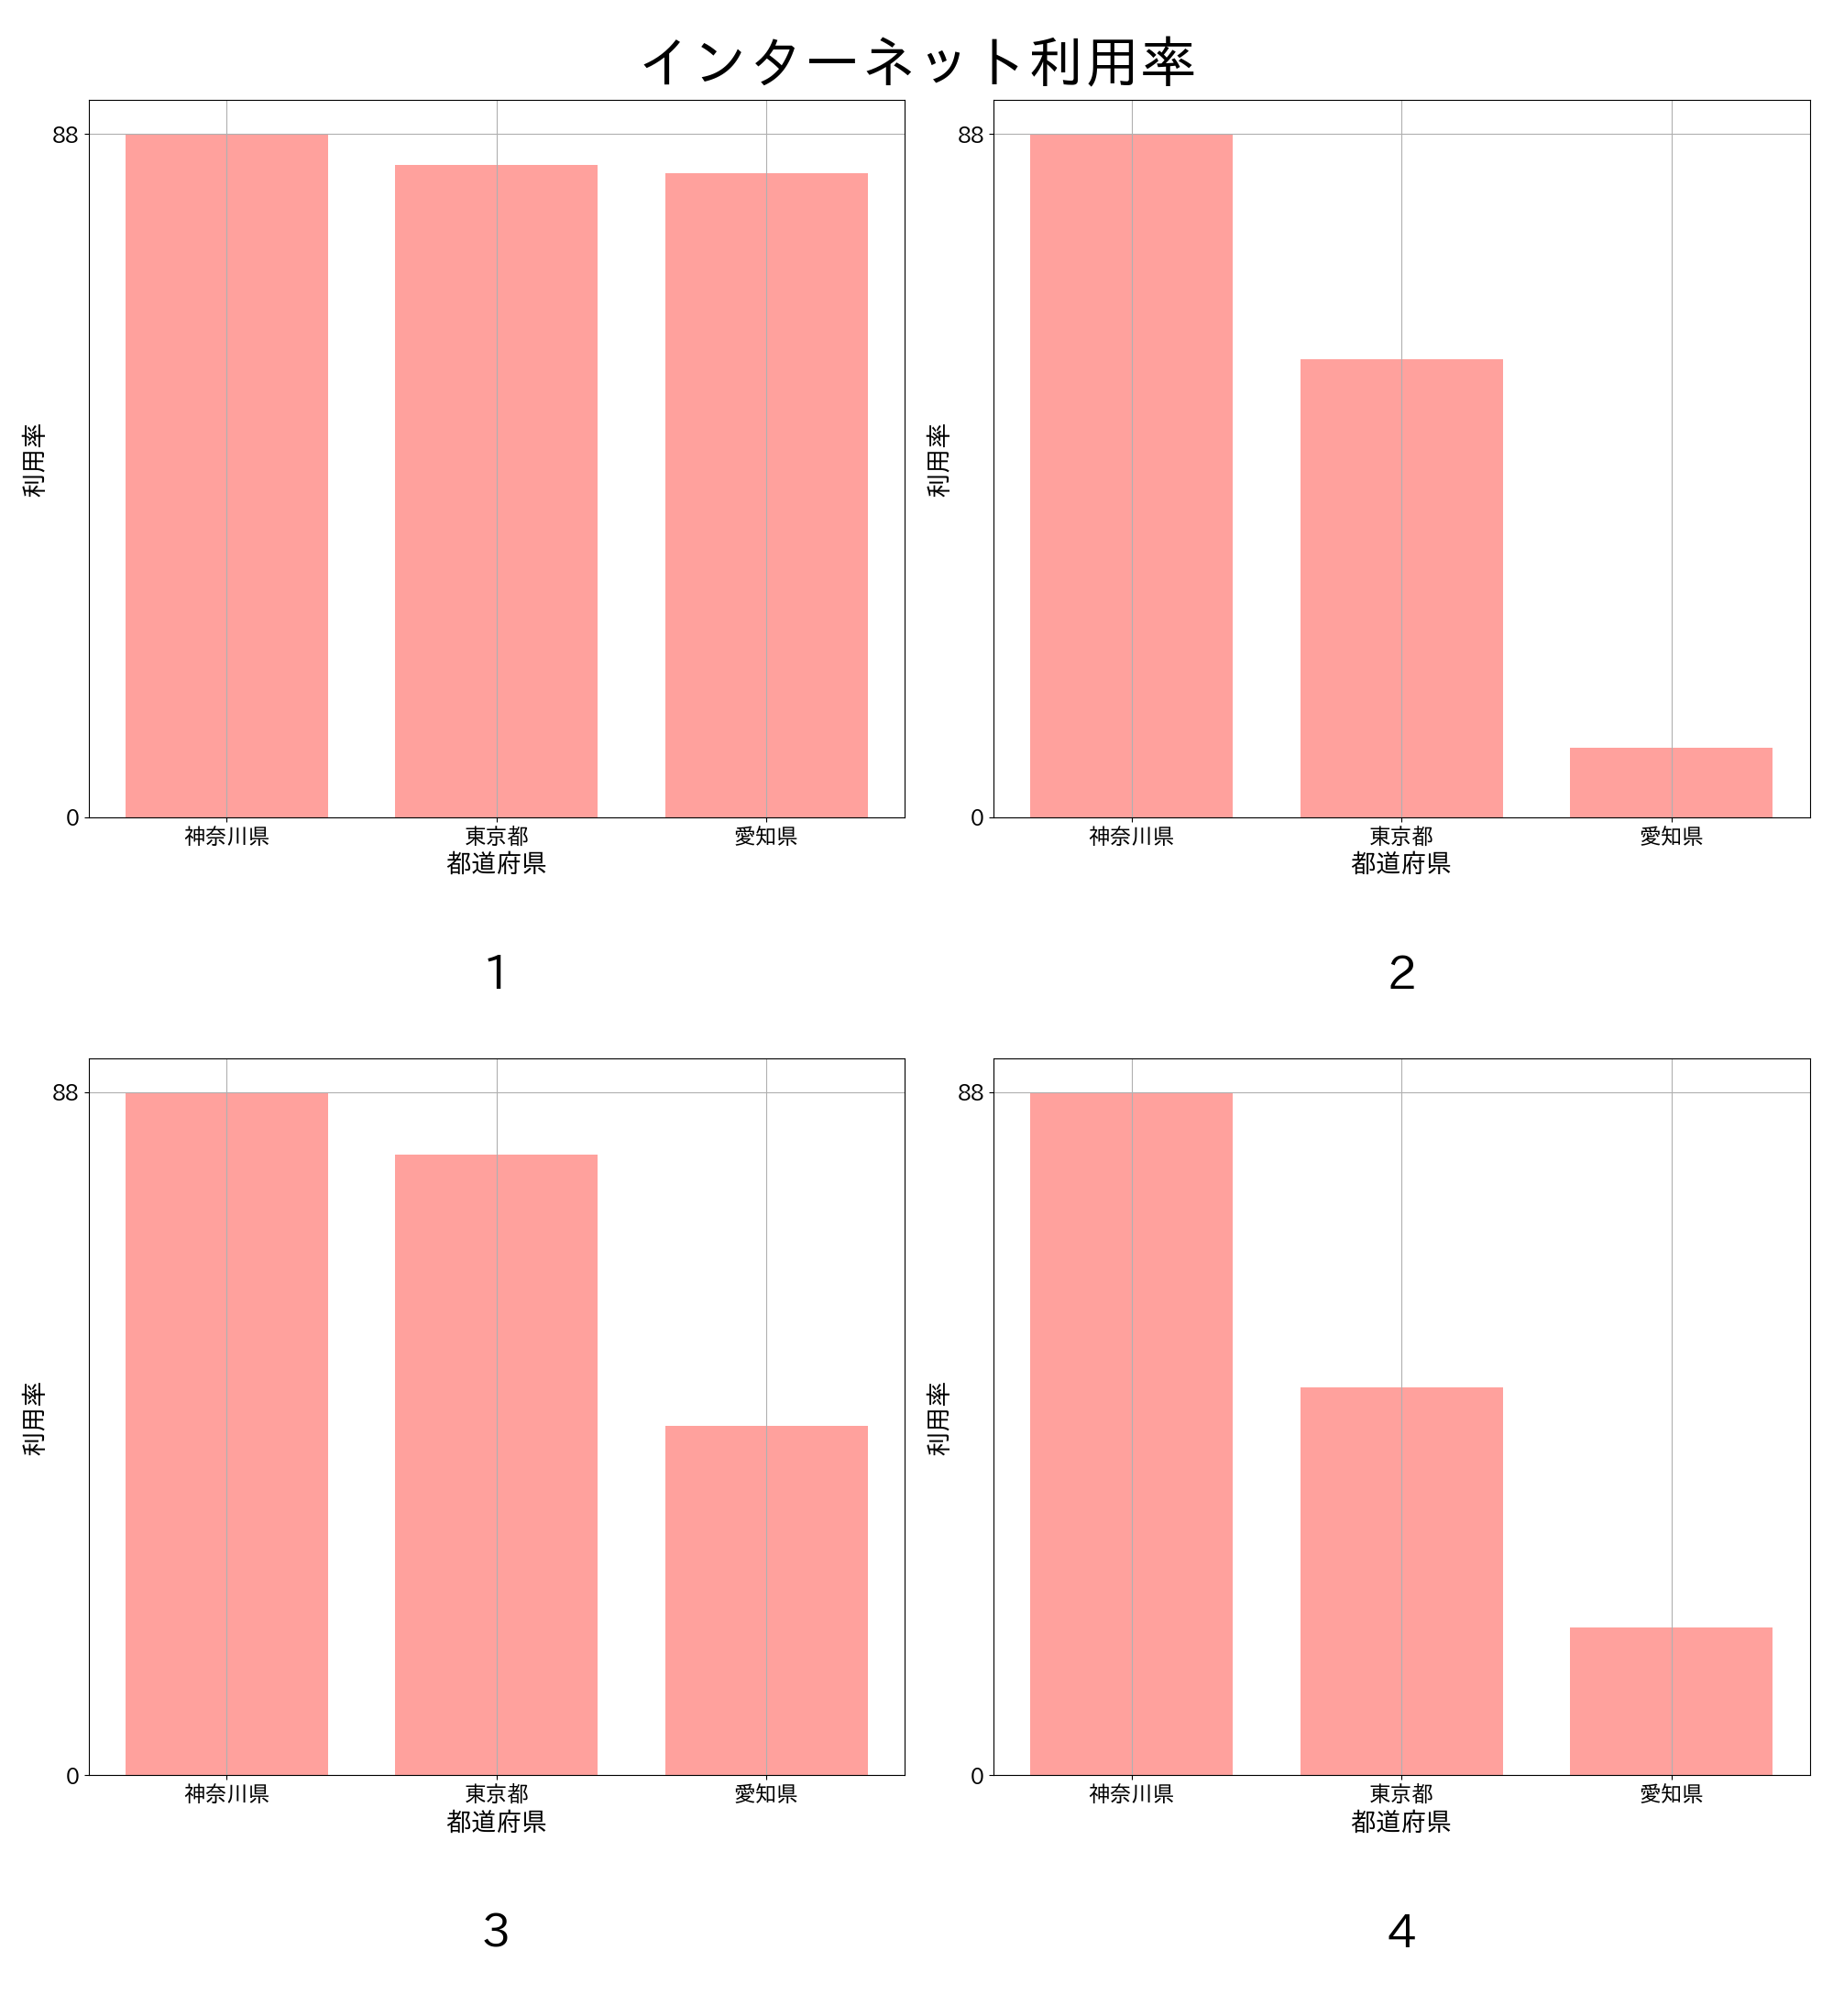 インターネット利用率
88
利用率
0
神奈川県 東京都 愛知県
都道府県
1
88
利用率
0
神奈川県 東京都 愛知県
都道府県
2
88
利用率
0
神奈川県 東京都 愛知県
都道府県
3
88
利用率
0
神奈川県 東京都 愛知県
都道府県
4